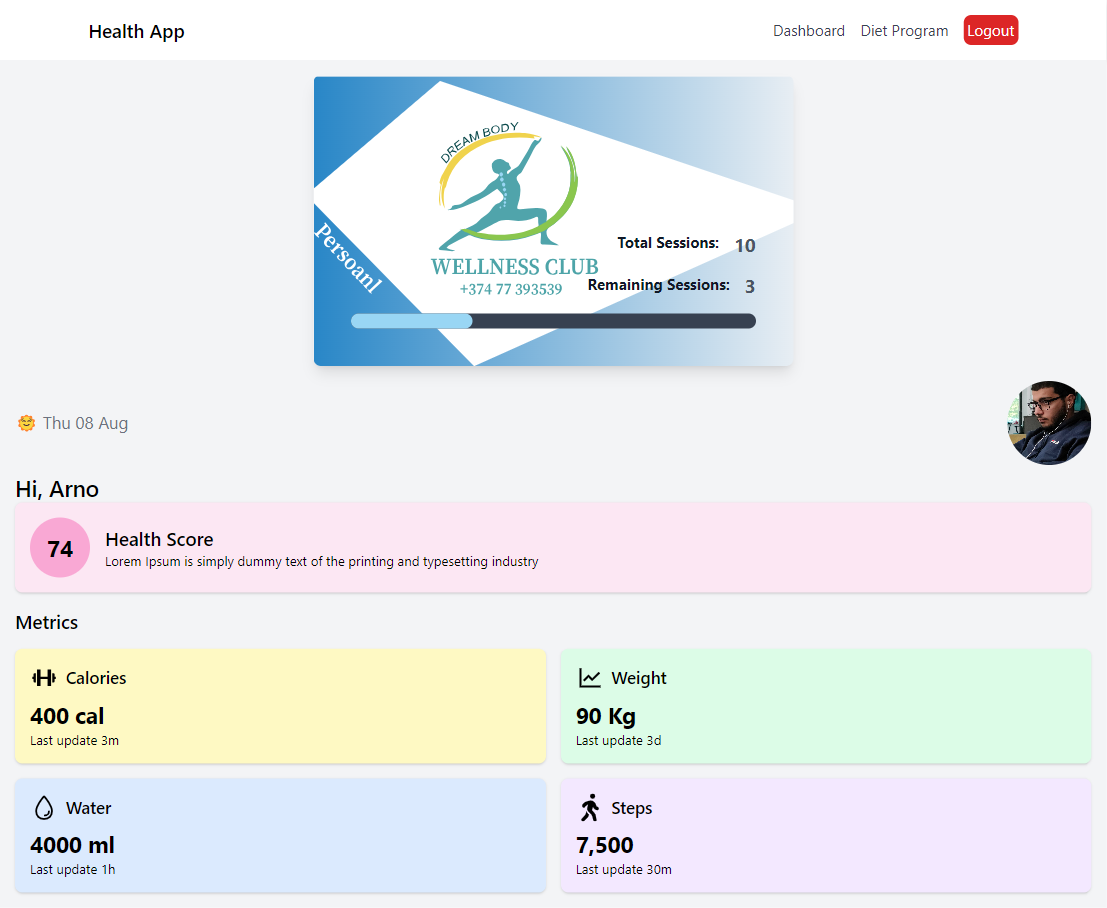 Health App
Dashboard
Diet Program
Logout
DREAM BODY
Persoanl
WELLNESS CLUB
+374 77 393539
Total Sessions: 10
Remaining Sessions: 3
Thu 08 Aug
Hi, Arno
74
Health Score
Lorem Ipsum is simply dummy text of the printing and typesetting industry
Metrics
Calories
400 cal
Last update 3m
Weight
90 Kg
Last update 3d
Water
4000 ml
Last update 1h
Steps
7,500
Last update 30m